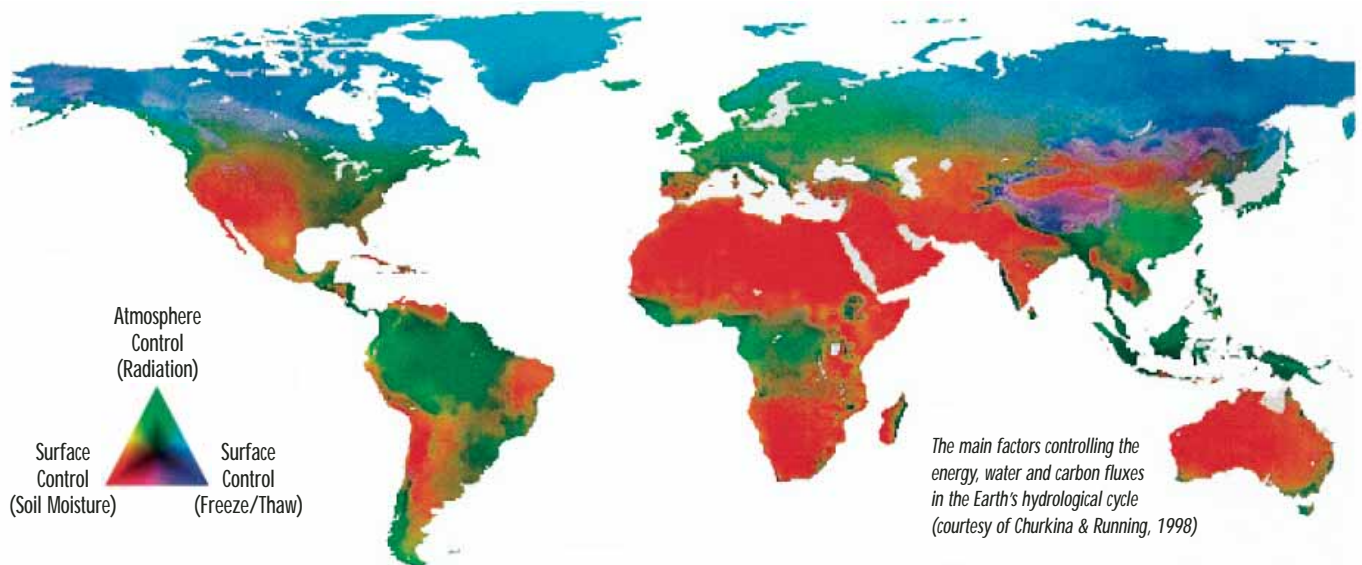 Atmosphere
Control
(Radiation)
Surface
Control
(Soil Moisture)
Surface
Control
(Freeze/Thaw)
The main factors controlling the
energy, water and carbon fluxes
in the Earth's hydrological cycle
(courtesy of Churkina & Running, 1998)